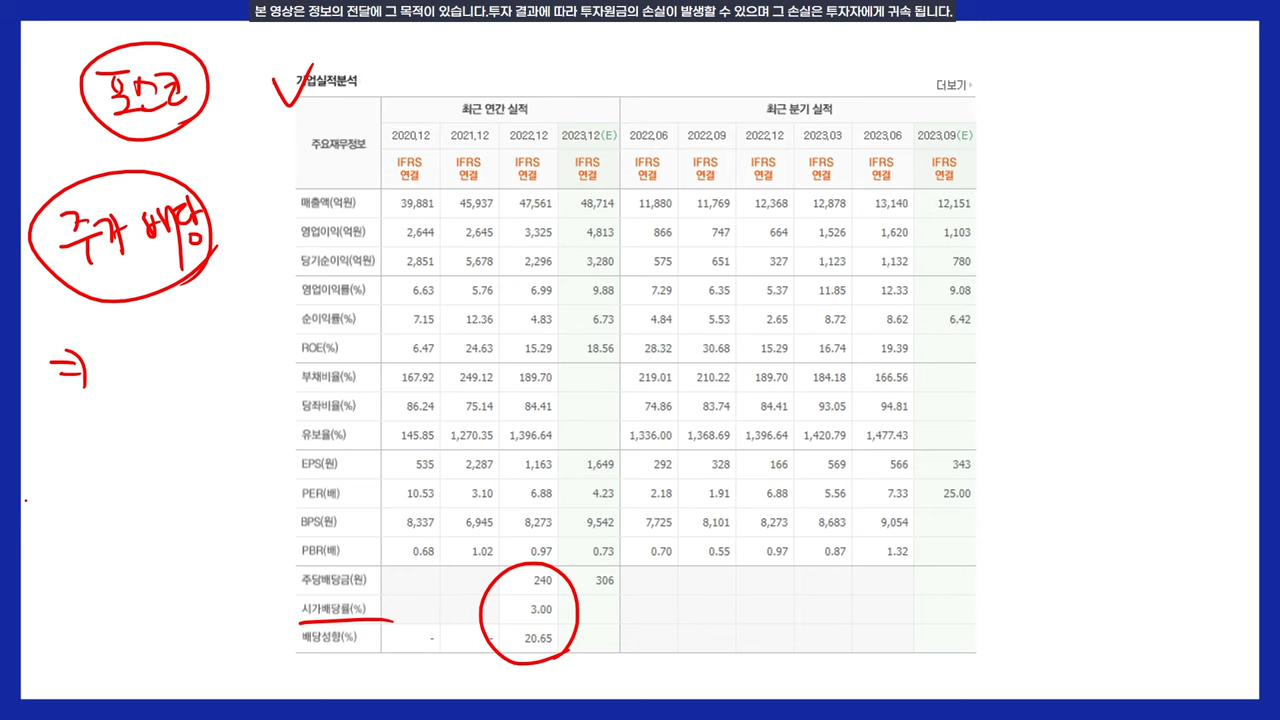 본 영상은 정보의 전달에 그 목적이 있습니다.투자 결과에 따라 투자원금의 손실이 발생할 수 있으며 그 손실은 투자자에게 귀속 됩니다.
포스코
주가 배당
기업실적분석
더보기
주요재무정보 최근 연간 실적 최근 분기 실적
2020.12 2021.12 2022.12 2023.12(E) 2022.06 2022.09 2022.12 2023.03 2023.06 2023.09(E)
IFRS IFRS IFRS IFRS IFRS IFRS IFRS IFRS IFRS IFRS
연결 연결 연결 연결 연결 연결 연결 연결 연결 연결
매출액(억원) 39,881 45,937 47,561 48,714 11,880 11,769 12,368 12,878 13,140 12,151
영업이익(억원) 2,644 2,645 3,325 4,813 866 747 664 1,526 1,620 1,103
당기순이익(억원) 2,851 5,678 2,296 3,280 575 651 327 1,123 1,132 780
영업이익률(%) 6.63 5.76 6.99 9.88 7.29 6.35 5.37 11.85 12.33 9.08
순이익률(%) 7.15 12.36 4.83 6.73 4.84 5.53 2.65 8.72 8.62 6.42
ROE(%) 6.47 24.63 15.29 18.56 28.32 30.68 15.29 16.74 19.39
부채비율(%) 167.92 249.12 189.70 219.01 210.22 189.70 184.18 166.56
당좌비율(%) 86.24 75.14 84.41 74.86 83.74 84.41 93.05 94.81
유보율(%) 145.85 1,270.35 1,396.64 1,336.00 1,368.69 1,396.64 1,420.79 1,477.43
EPS(원) 535 2,287 1,163 1,649 292 328 166 569 566 343
PER(배) 10.53 3.10 6.88 4.23 2.18 1.91 6.88 5.56 7.33 25.00
BPS(원) 8,337 6,945 8,273 9,542 7,725 8,101 8,273 8,683 9,054
PBR(배) 0.68 1.02 0.97 0.73 0.70 0.55 0.97 0.87 1.32
주당배당금(원) 240 306
시가배당률(%) 3.00
배당성향(%) - - 20.65